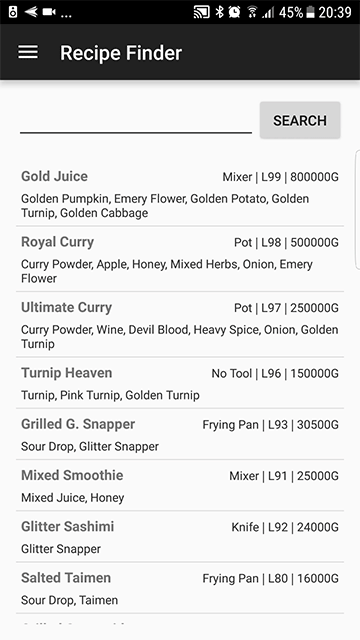 ... 45% 20:39
Recipe Finder
SEARCH
Gold Juice Mixer | L99 | 800000G
Golden Pumpkin, Emery Flower, Golden Potato, Golden
Turnip, Golden Cabbage
Royal Curry Pot | L98 | 500000G
Curry Powder, Apple, Honey, Mixed Herbs, Onion, Emery
Flower
Ultimate Curry Pot | L97 | 250000G
Curry Powder, Wine, Devil Blood, Heavy Spice, Onion, Golden
Turnip
Turnip Heaven No Tool | L96 | 150000G
Turnip, Pink Turnip, Golden Turnip
Grilled G. Snapper Frying Pan | L93 | 30500G
Sour Drop, Glitter Snapper
Mixed Smoothie Mixer | L91 | 25000G
Mixed Juice, Honey
Glitter Sashimi Knife | L92 | 24000G
Glitter Snapper
Salted Taimen Frying Pan | L80 | 16000G
Sour Drop, Taimen